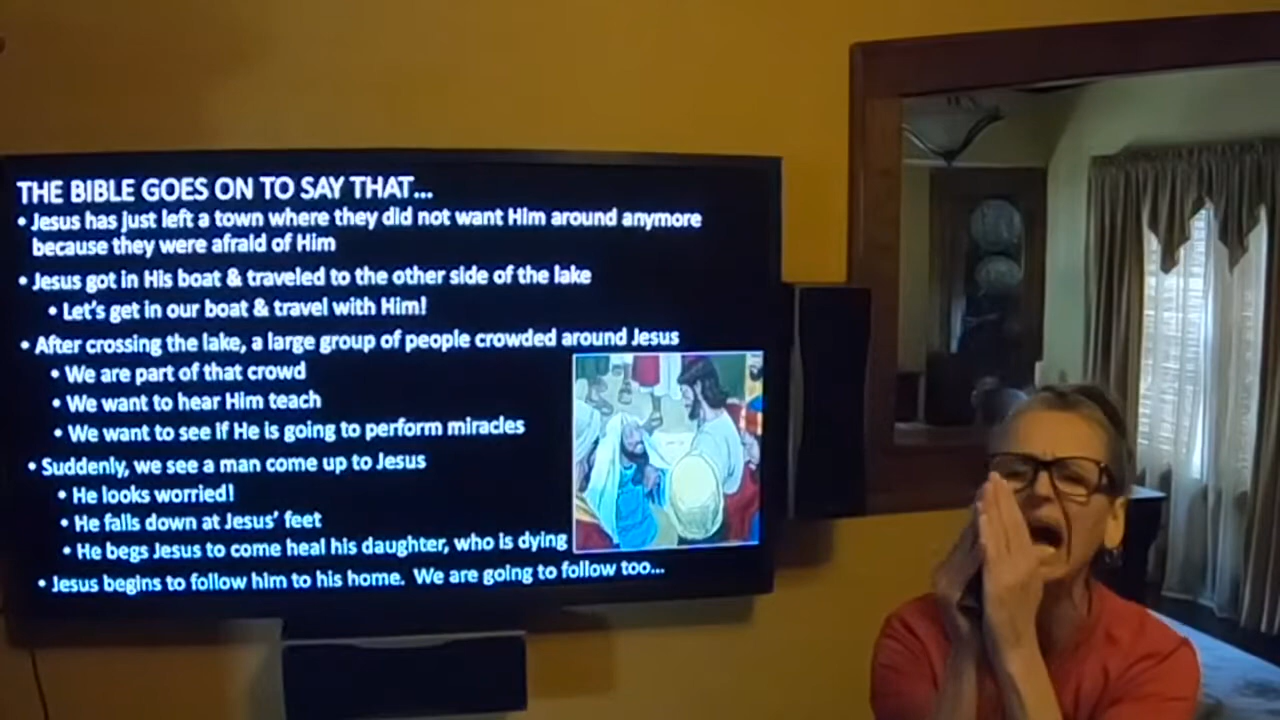 THE BIBLE GOES ON TO SAY THAT...
• Jesus has just left a town where they did not want Him around anymore
because they were afraid of Him
• Jesus got in His boat & traveled to the other side of the lake
• Let's get in our boat & travel with Him!
• After crossing the lake, a large group of people crowded around Jesus
• We are part of that crowd
• We want to hear Him teach
• We want to see if He is going to perform miracles
• Suddenly, we see a man come up to Jesus
• He looks worried!
• He falls down at Jesus' feet
• He begs Jesus to come heal his daughter, who is dying
• Jesus begins to follow him to his home. We are going to follow too...